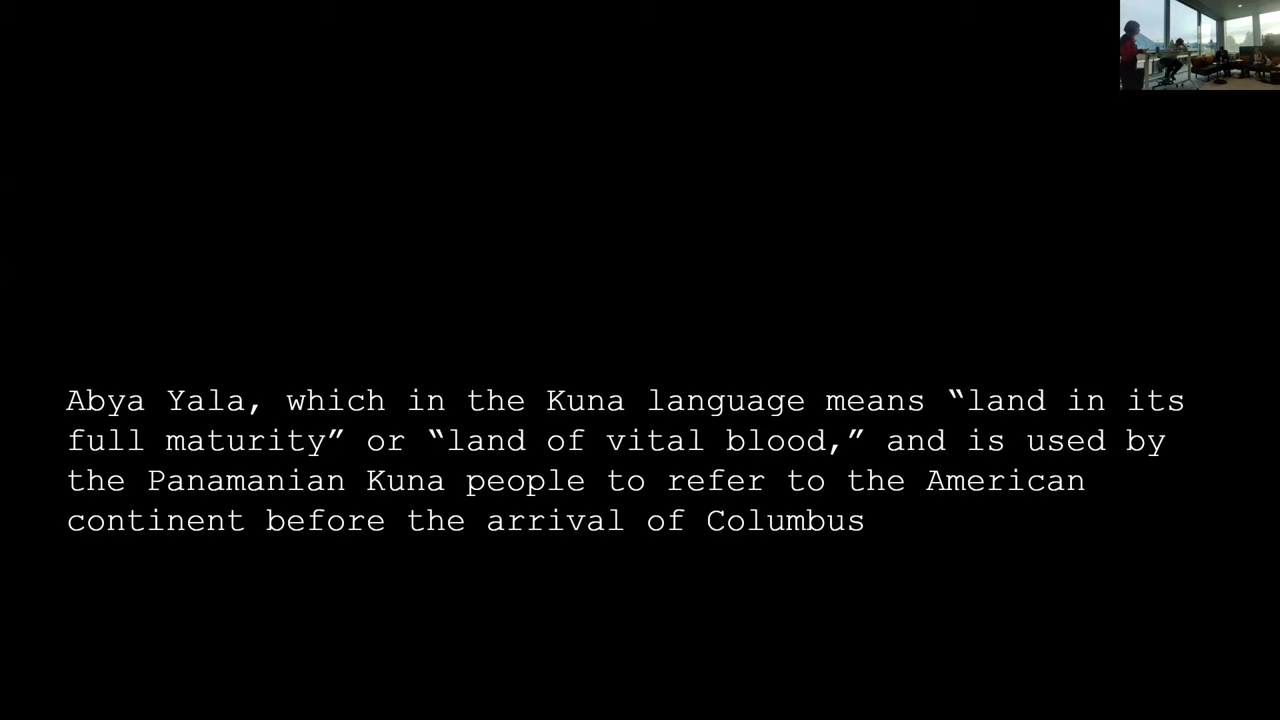 Abya Yala, which in the Kuna language means “land in its
full maturity” or “land of vital blood,” and is used by
the Panamanian Kuna people to refer to the American
continent before the arrival of Columbus